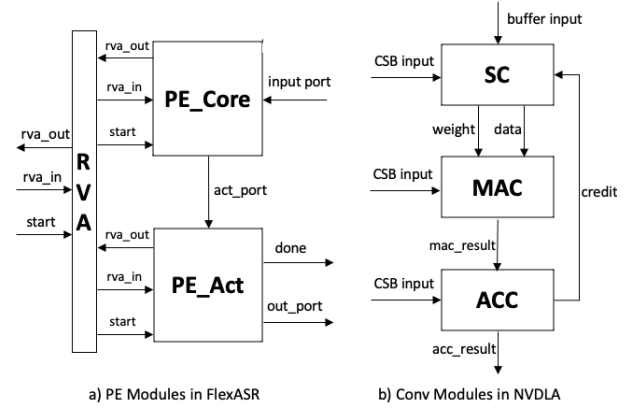 rva_out
rva_in
start
PE_Core
input port
rva_out
rva_in
start
RVA
act_port
rva_out
rva_in
start
PE_Act
done
out_port
a) PE Modules in FlexASR
buffer input
CSB input
SC
weight
data
credit
CSB input
MAC
mac_result
CSB input
ACC
acc_result
b) Conv Modules in NVDLA